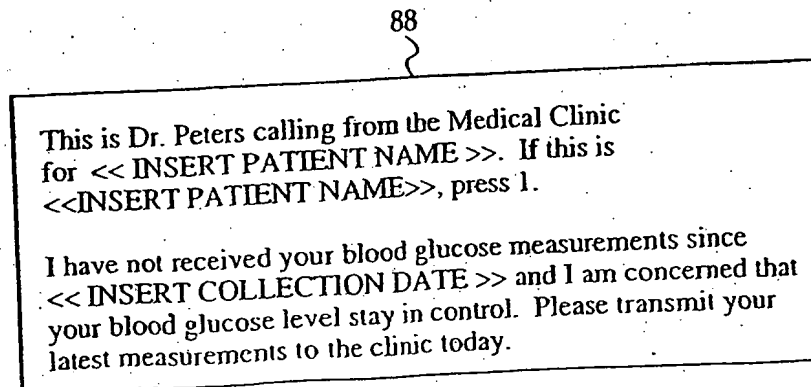 88
This is Dr. Peters calling from the Medical Clinic
for << INSERT PATIENT NAME >>. If this is
<<INSERT PATIENT NAME>>, press 1.
I have not received your blood glucose measurements since
<< INSERT COLLECTION DATE >> and I am concerned that
your blood glucose level stay in control. Please transmit your
latest measurements to the clinic today.